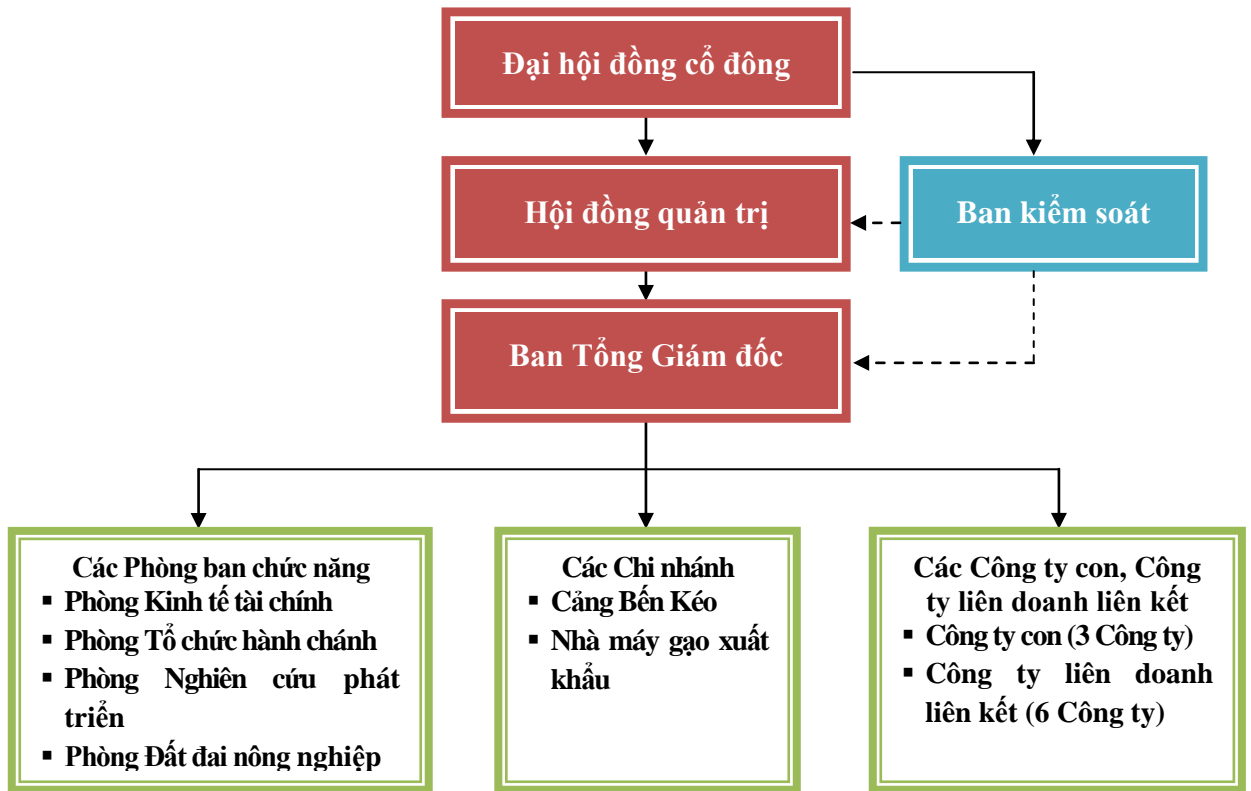 Đại hội đồng cổ đông
Hội đồng quản trị
Ban kiểm soát
Ban Tổng Giám đốc
Các Phòng ban chức năng
▪ Phòng Kinh tế tài chính
▪ Phòng Tổ chức hành chánh
▪ Phòng Nghiên cứu phát
triển
▪ Phòng Đất đai nông nghiệp
Các Chi nhánh
▪ Cảng Bến Kéo
▪ Nhà máy gạo xuất
khẩu
Các Công ty con, Công
ty liên doanh liên kết
▪ Công ty con (3 Công ty)
▪ Công ty liên doanh
liên kết (6 Công ty)